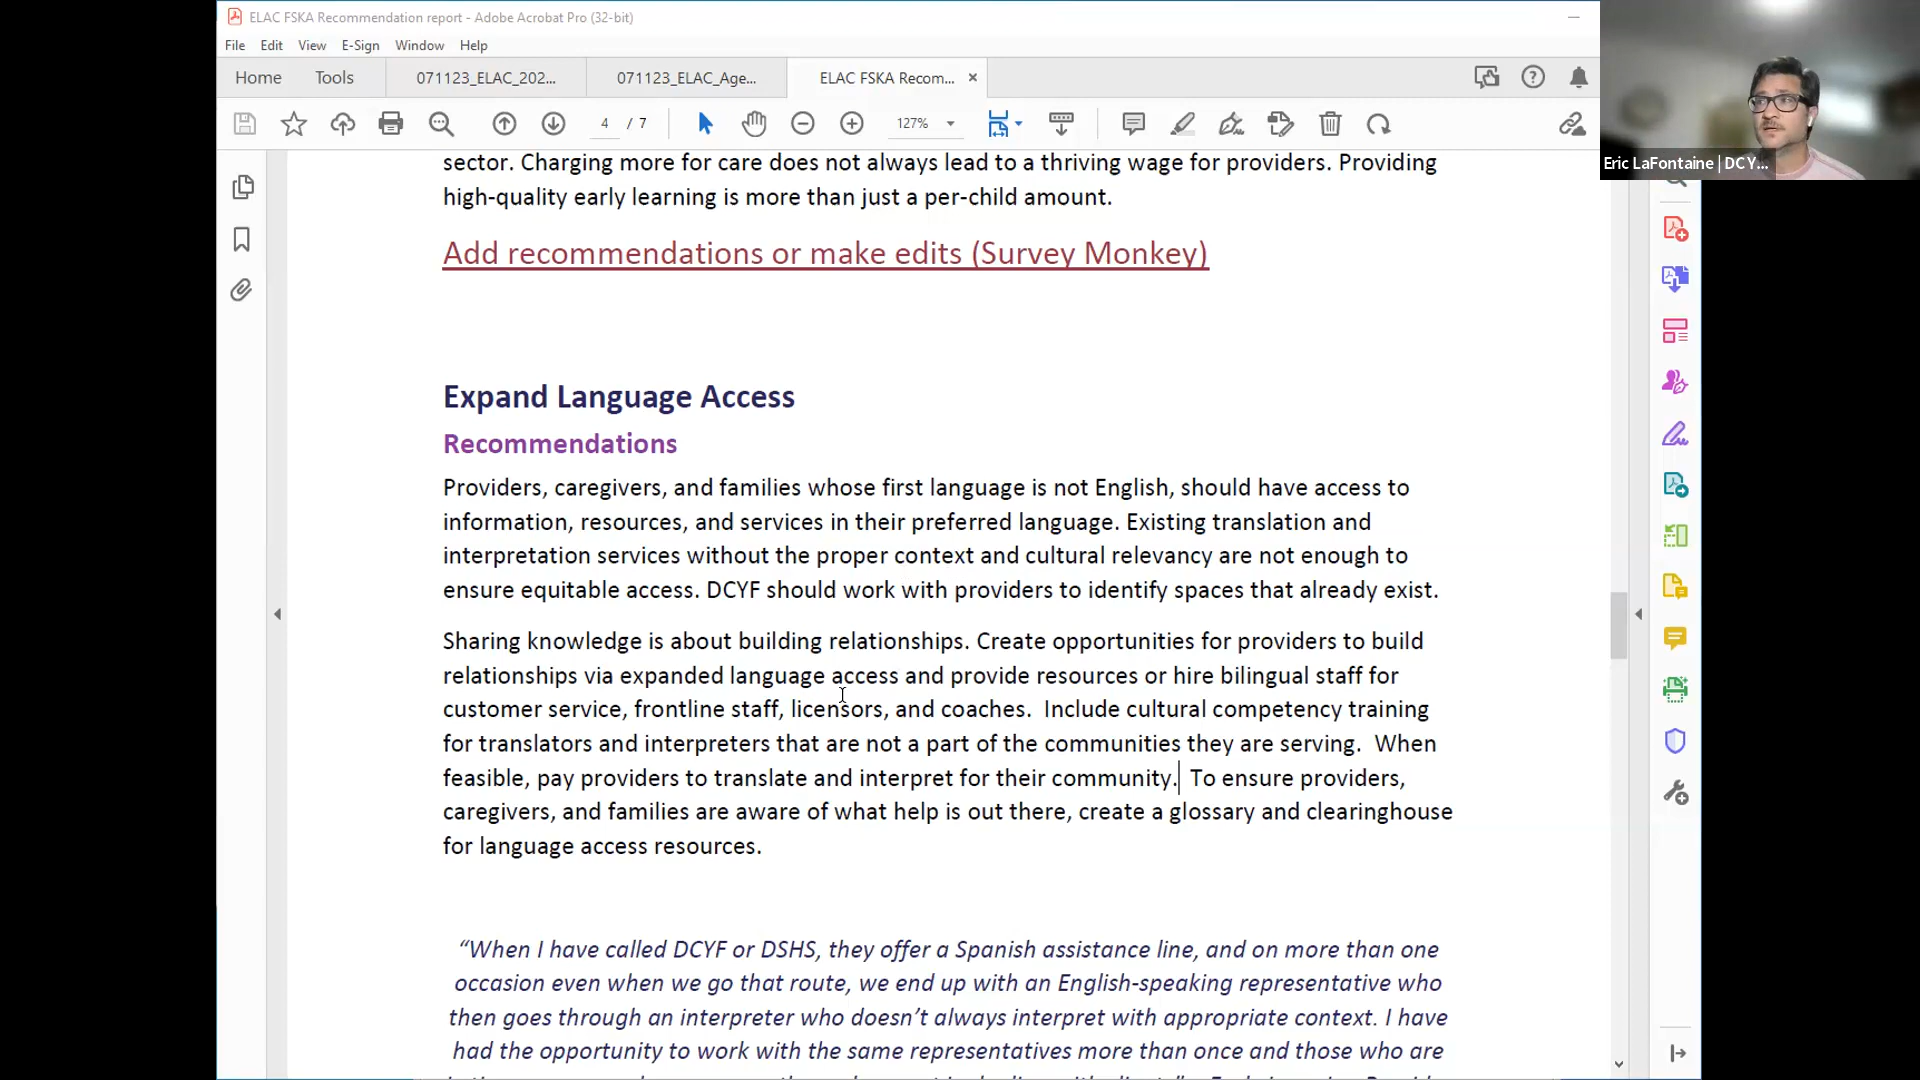 ELAC FSKA Recommendation report - Adobe Acrobat Pro (32-bit)
File Edit View E-Sign Window Help
Home Tools 071123_ELAC_202... 071123_ELAC_Age... ELAC FSKA Recom... ×
4 / 7 127%
Eric LaFontaine | DCY...
sector. Charging more for care does not always lead to a thriving wage for providers. Providing
high-quality early learning is more than just a per-child amount.
Add recommendations or make edits (Survey Monkey)
Expand Language Access
Recommendations
Providers, caregivers, and families whose first language is not English, should have access to
information, resources, and services in their preferred language. Existing translation and
interpretation services without the proper context and cultural relevancy are not enough to
ensure equitable access. DCYF should work with providers to identify spaces that already exist.
Sharing knowledge is about building relationships. Create opportunities for providers to build
relationships via expanded language access and provide resources or hire bilingual staff for
customer service, frontline staff, licensors, and coaches.  Include cultural competency training
for translators and interpreters that are not a part of the communities they are serving.  When
feasible, pay providers to translate and interpret for their community.  To ensure providers,
caregivers, and families are aware of what help is out there, create a glossary and clearinghouse
for language access resources.
“When I have called DCYF or DSHS, they offer a Spanish assistance line, and on more than one
occasion even when we go that route, we end up with an English-speaking representative who
then goes through an interpreter who doesn’t always interpret with appropriate context. I have
had the opportunity to work with the same representatives more than once and those who are